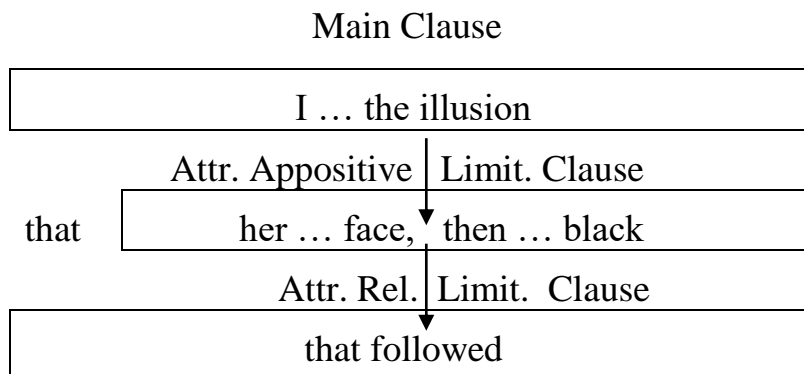 Main Clause
I … the illusion
Attr. Appositive Limit. Clause
that her … face, then … black
Attr. Rel. Limit. Clause
that followed